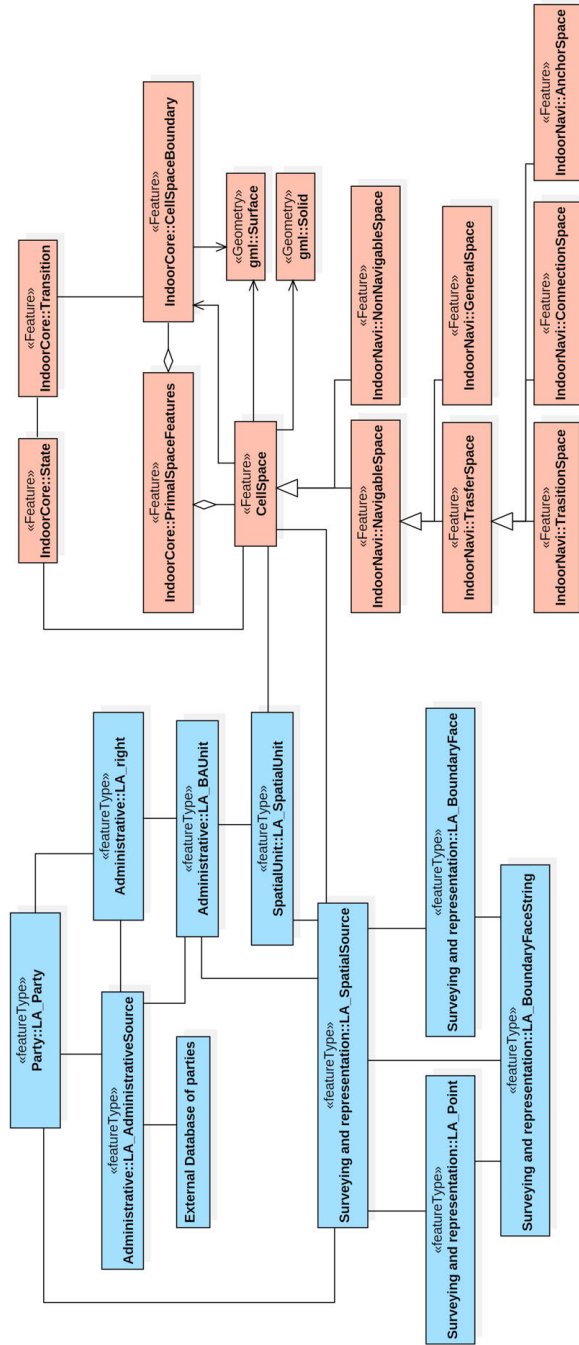 «featureType»
Party::LA_Party
«featureType»
Administrative::LA_AdministrativeSource
«featureType»
Administrative::LA_right
External Database of parties
«featureType»
Administrative::LA_BAUnit
«featureType»
SpatialUnit::LA_SpatialUnit
«featureType»
Surveying and representation::LA_SpatialSource
«featureType»
Surveying and representation::LA_Point
«featureType»
Surveying and representation::LA_BoundaryFace
«featureType»
Surveying and representation::LA_BoundaryFaceString
«Feature»
IndoorCore::State
«Feature»
IndoorCore::Transition
«Feature»
IndoorCore::PrimalSpaceFeatures
«Feature»
IndoorCore::CellSpaceBoundary
«Feature»
CellSpace
«Geometry»
gml::Surface
«Geometry»
gml::Solid
«Feature»
IndoorNavi::NavigableSpace
«Feature»
IndoorNavi::NonNavigableSpace
«Feature»
IndoorNavi::TrasferSpace
«Feature»
IndoorNavi::GeneralSpace
«Feature»
IndoorNavi::TrasitionSpace
«Feature»
IndoorNavi::ConnectionSpace
«Feature»
IndoorNavi::AnchorSpace